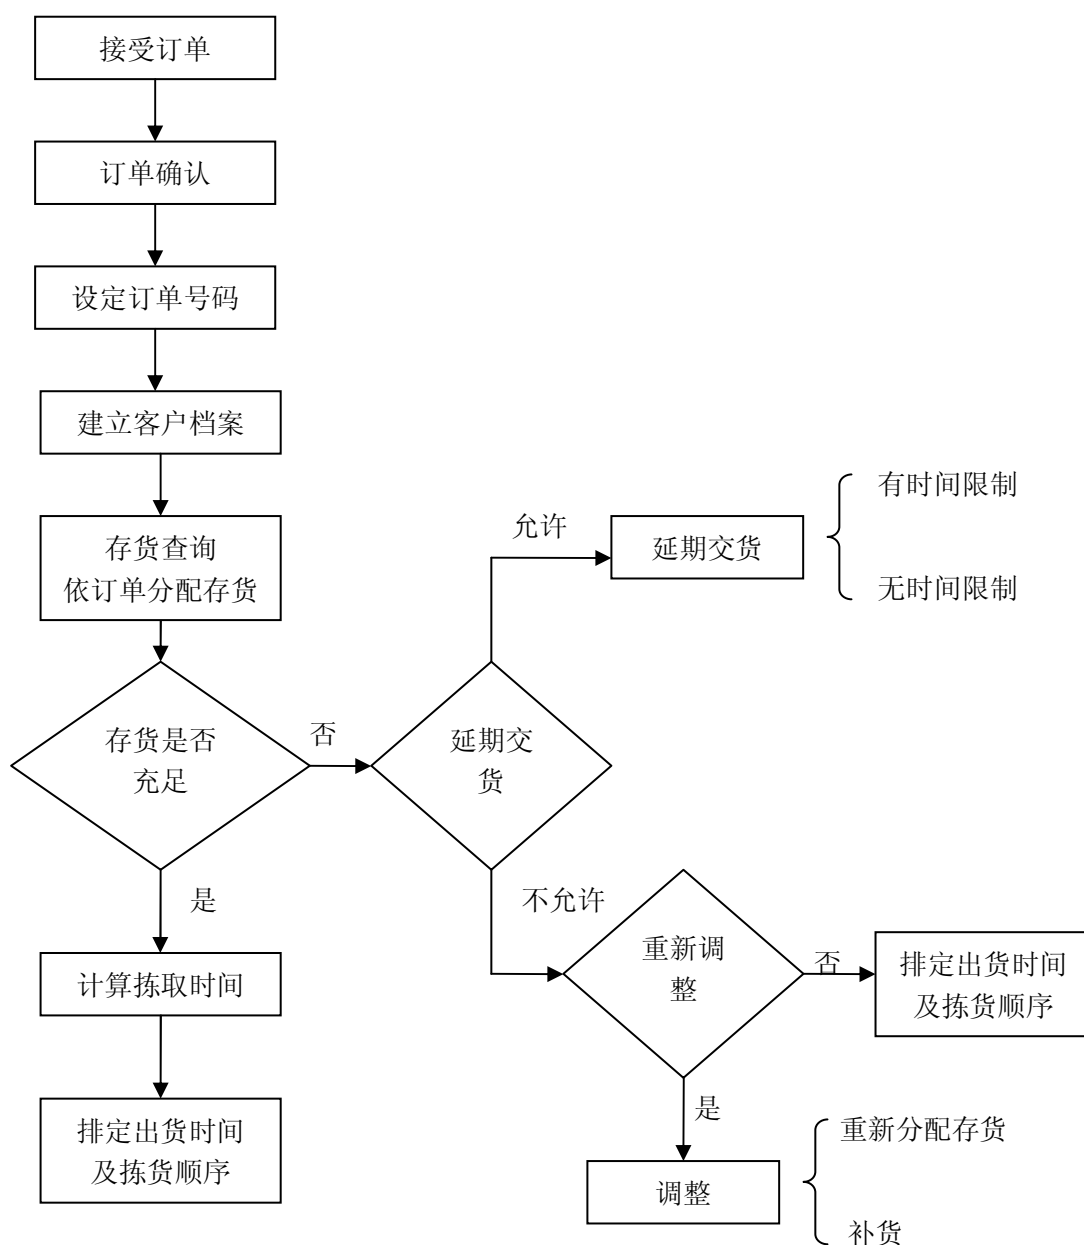 接受订单
订单确认
设定订单号码
建立客户档案
存货查询
依订单分配存货
允许
延期交货
有时间限制
无时间限制
存货是否
充足
否
延期交
货
是
不允许
计算拣取时间
重新调
整
否
排定出货时间
及拣货顺序
排定出货时间
及拣货顺序
是
调整
重新分配存货
补货